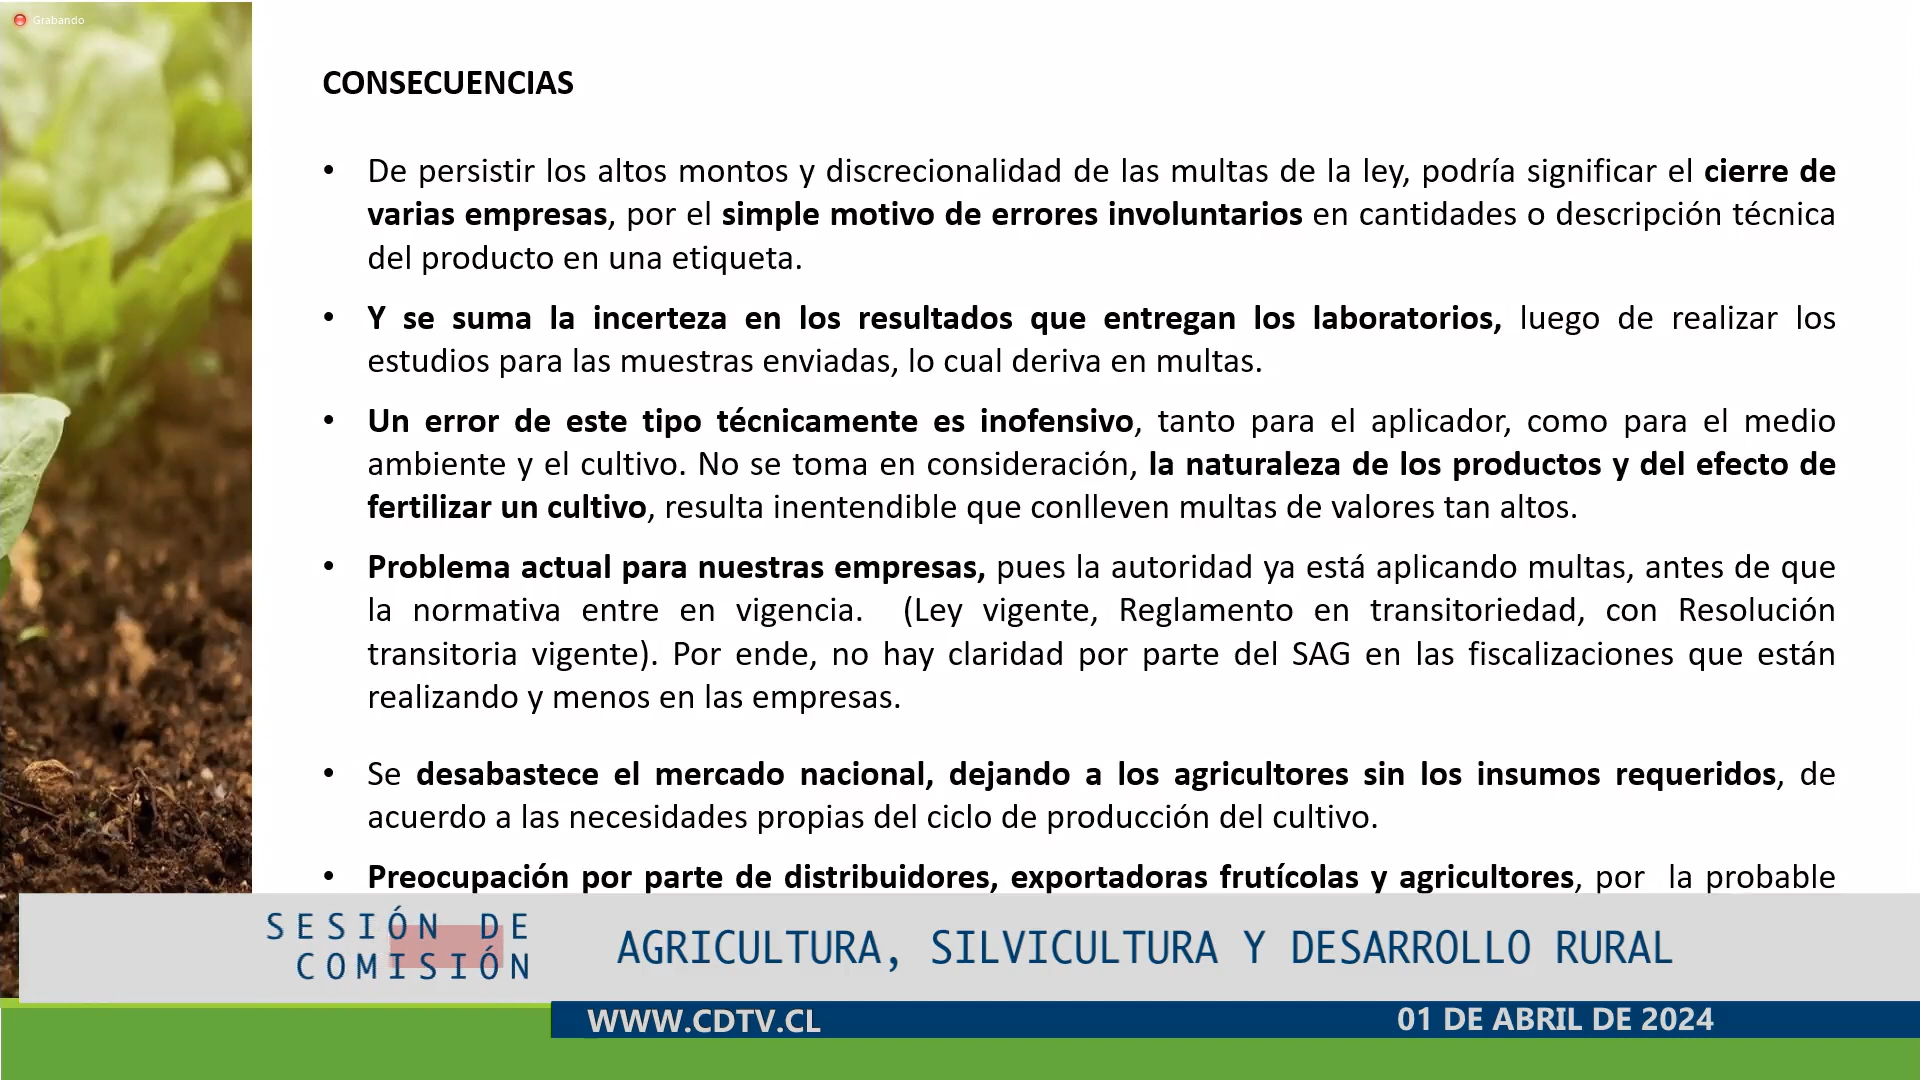 Grabando
CONSECUENCIAS
• De persistir los altos montos y discrecionalidad de las multas de la ley, podría significar el cierre de
varias empresas, por el simple motivo de errores involuntarios en cantidades o descripción técnica
del producto en una etiqueta.
• Y se suma la incerteza en los resultados que entregan los laboratorios, luego de realizar los
estudios para las muestras enviadas, lo cual deriva en multas.
• Un error de este tipo técnicamente es inofensivo, tanto para el aplicador, como para el medio
ambiente y el cultivo. No se toma en consideración, la naturaleza de los productos y del efecto de
fertilizar un cultivo, resulta inentendible que conlleven multas de valores tan altos.
• Problema actual para nuestras empresas, pues la autoridad ya está aplicando multas, antes de que
la normativa entre en vigencia. (Ley vigente, Reglamento en transitoriedad, con Resolución
transitoria vigente). Por ende, no hay claridad por parte del SAG en las fiscalizaciones que están
realizando y menos en las empresas.
• Se desabastece el mercado nacional, dejando a los agricultores sin los insumos requeridos, de
acuerdo a las necesidades propias del ciclo de producción del cultivo.
• Preocupación por parte de distribuidores, exportadoras frutícolas y agricultores, por la probable
SESIÓN DE
COMISIÓN
AGRICULTURA, SILVICULTURA Y DESARROLLO RURAL
WWW.CDTV.CL
01 DE ABRIL DE 2024